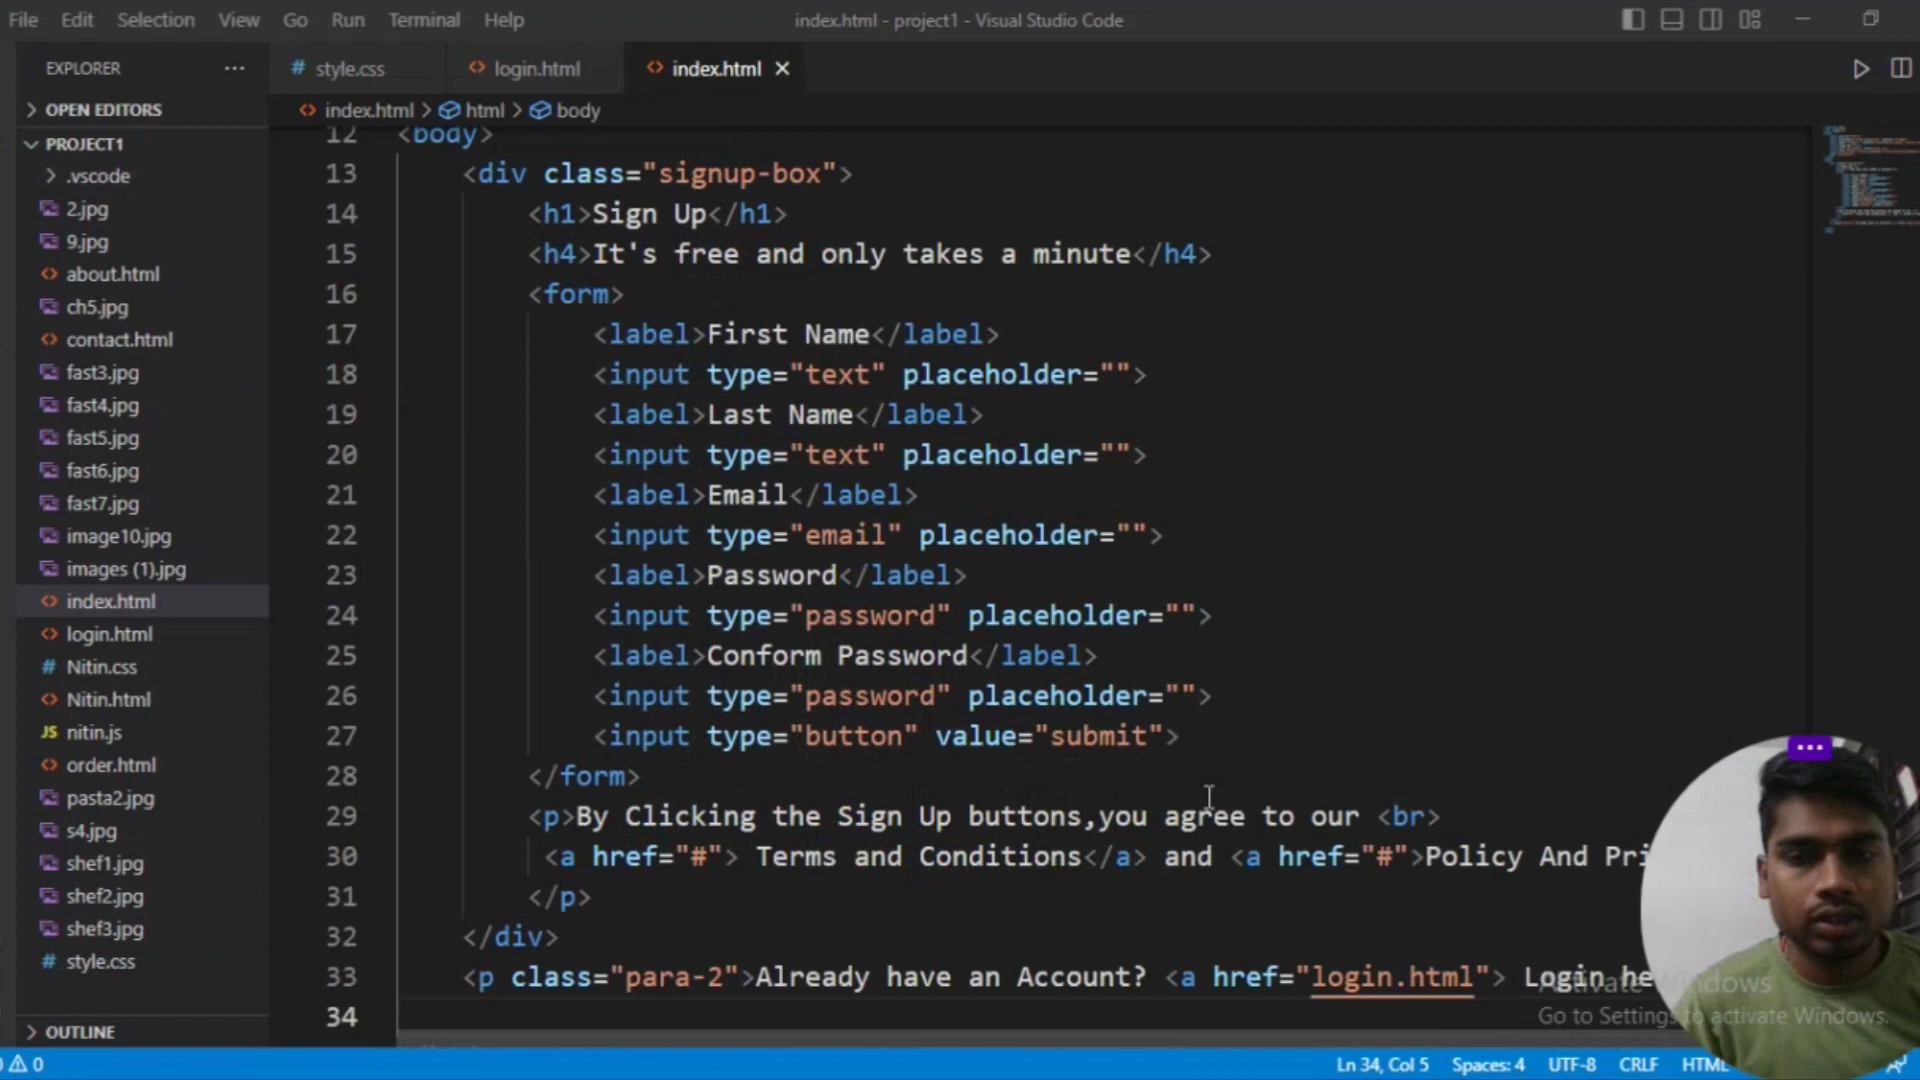 File Edit Selection View Go Run Terminal Help index.html - project1 - Visual Studio Code
EXPLORER ... # style.css <> login.html <> index.html ×
> OPEN EDITORS
<> index.html > html > body
PROJECT1
.vscode
2.jpg
9.jpg
about.html
ch5.jpg
contact.html
fast3.jpg
fast4.jpg
fast5.jpg
fast6.jpg
fast7.jpg
image10.jpg
images (1).jpg
index.html
login.html
# Nitin.css
Nitin.html
JS nitin.js
order.html
pasta2.jpg
s4.jpg
shef1.jpg
shef2.jpg
shef3.jpg
# style.css
> OUTLINE
12 <body>
13 <div class="signup-box">
14 <h1>Sign Up</h1>
15 <h4>It's free and only takes a minute</h4>
16 <form>
17 <label>First Name</label>
18 <input type="text" placeholder="">
19 <label>Last Name</label>
20 <input type="text" placeholder="">
21 <label>Email</label>
22 <input type="email" placeholder="">
23 <label>Password</label>
24 <input type="password" placeholder="">
25 <label>Conform Password</label>
26 <input type="password" placeholder="">
27 <input type="button" value="submit">
28 </form>
29 <p>By Clicking the Sign Up buttons,you agree to our <br>
30 <a href="#"> Terms and Conditions</a> and <a href="#">Policy And Pri
31 </p>
32 </div>
33 <p class="para-2">Already have an Account? <a href="login.html"> Login he
34
Activate Windows
Go to Settings to activate Windows.
0 Ln 34, Col 5 Spaces: 4 UTF-8 CRLF HTML